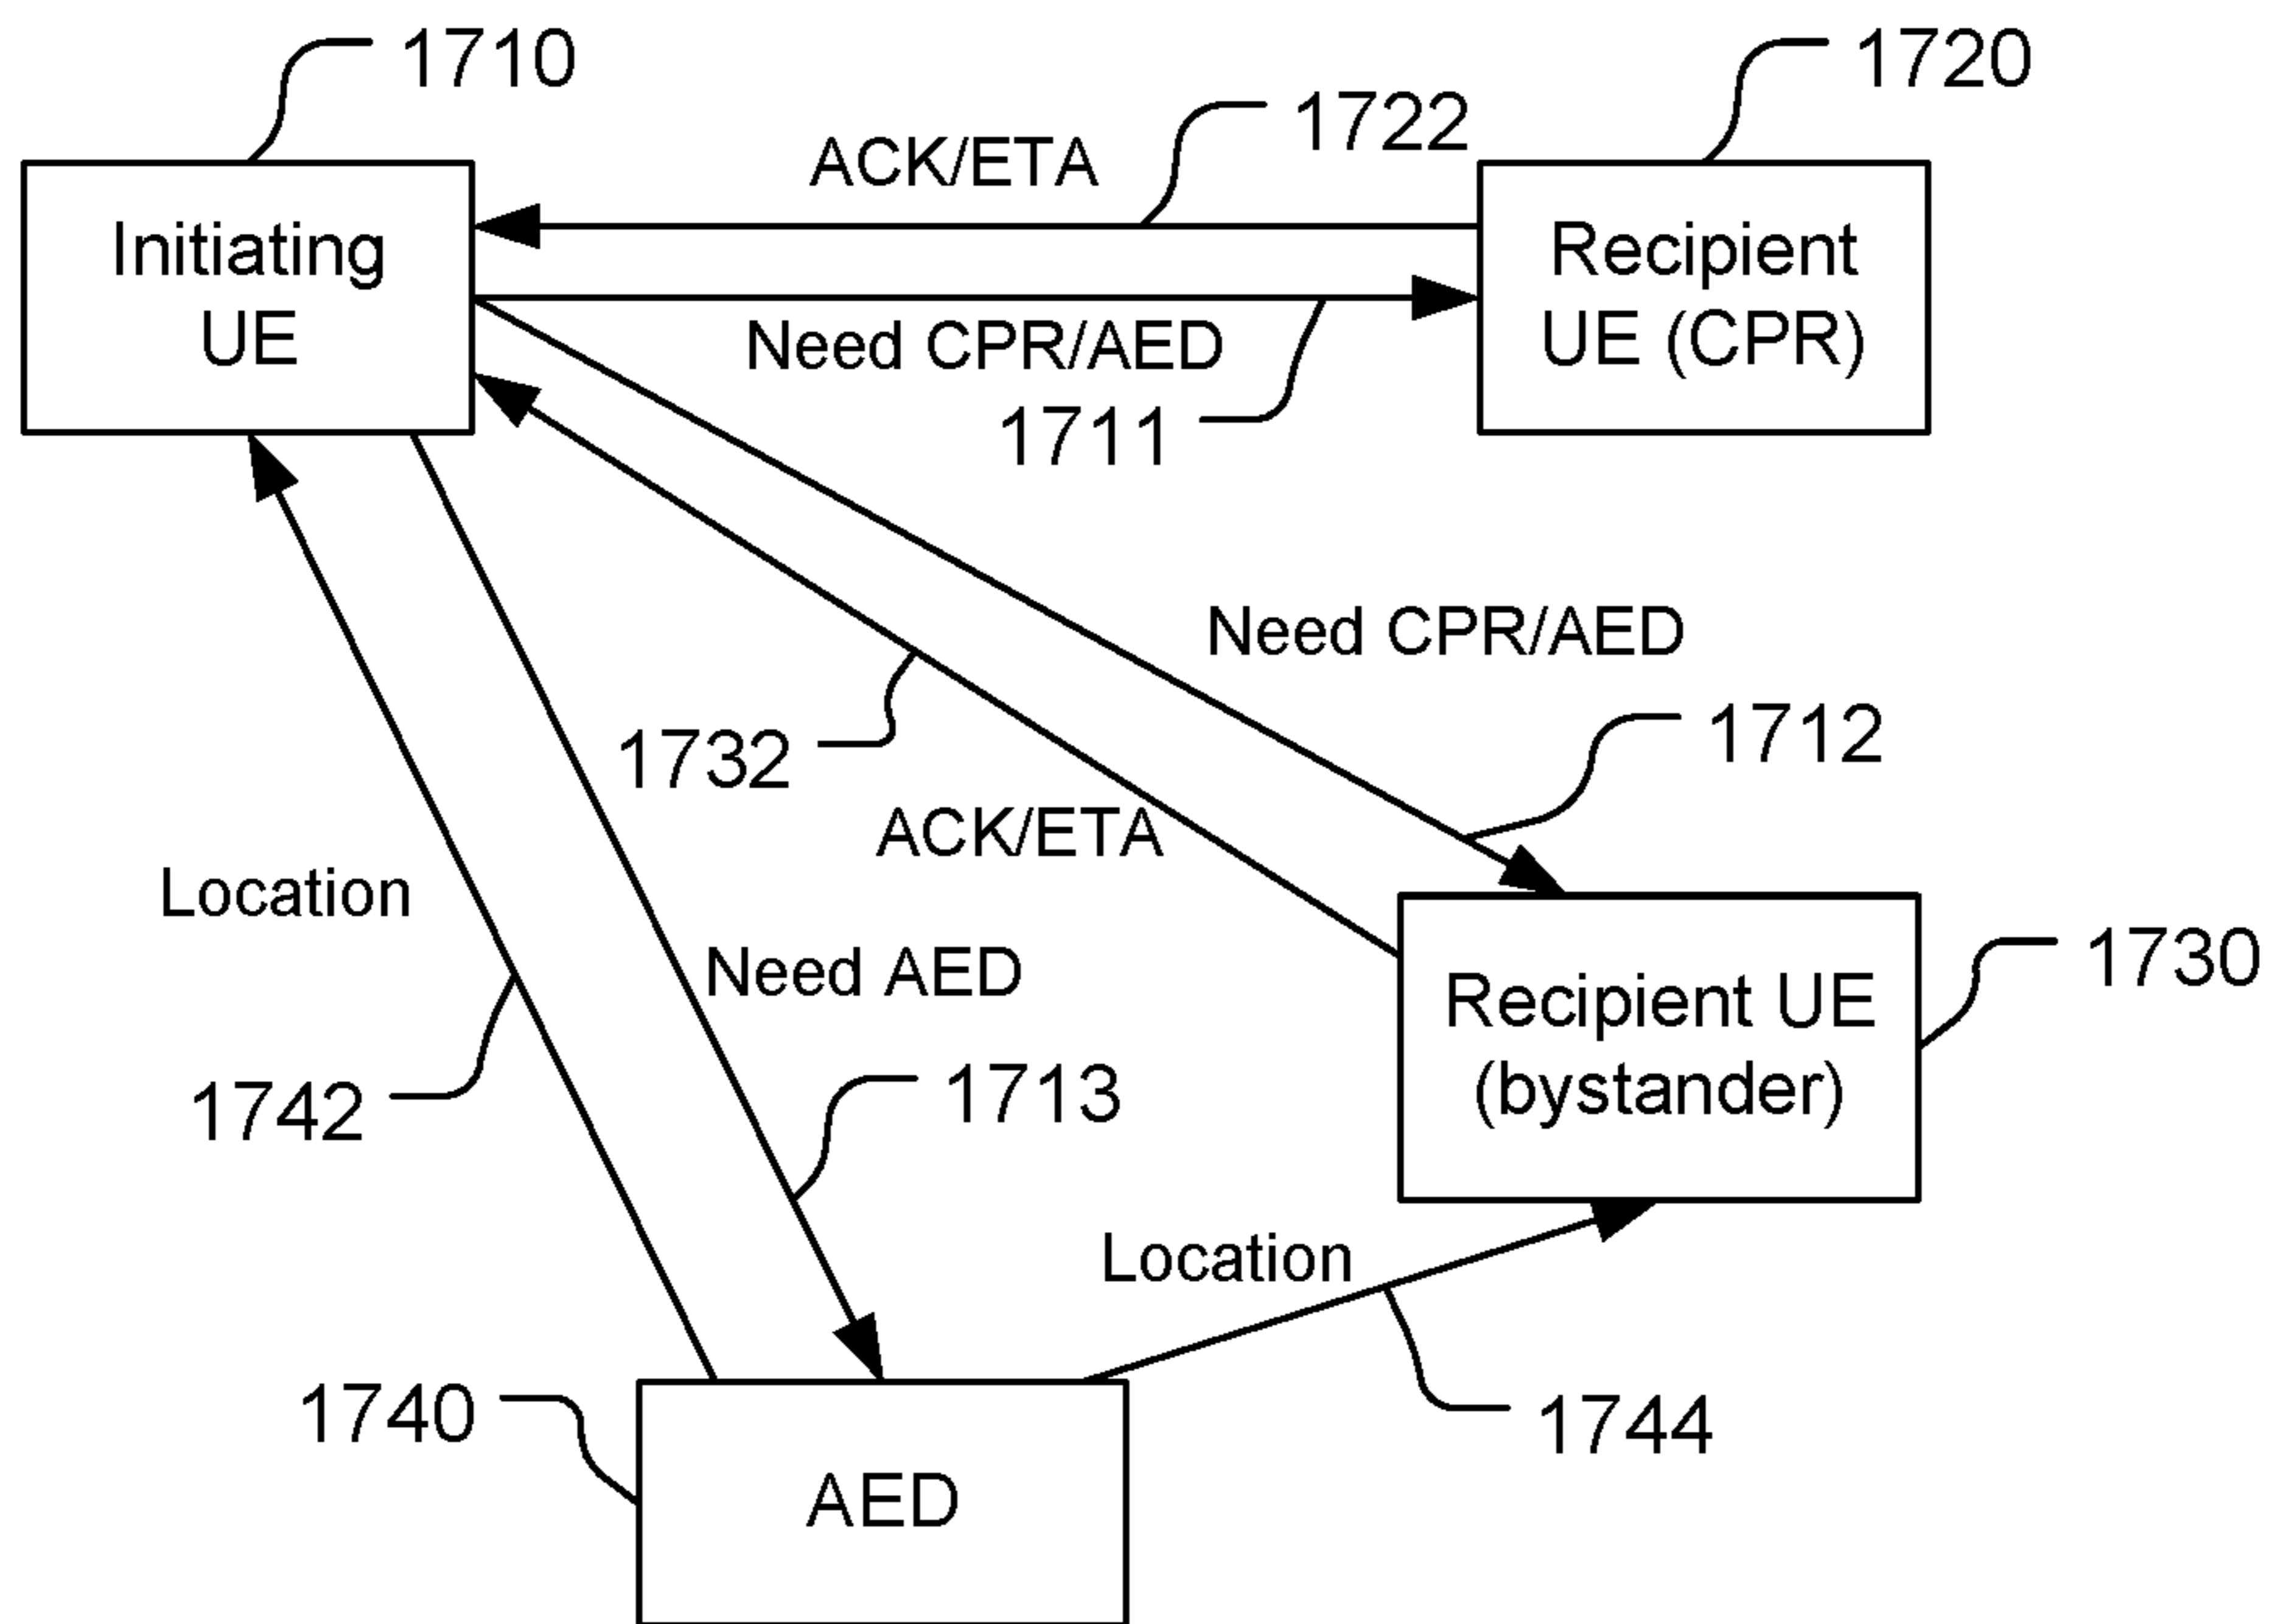 1710
1720
1722
ACK/ETA
Initiating
UE
Recipient
UE (CPR)
Need CPR/AED
1711
Need CPR/AED
1712
1732
ACK/ETA
Location
Need AED
1730
Recipient UE
(bystander)
1742
1713
Location
1740
1744
AED